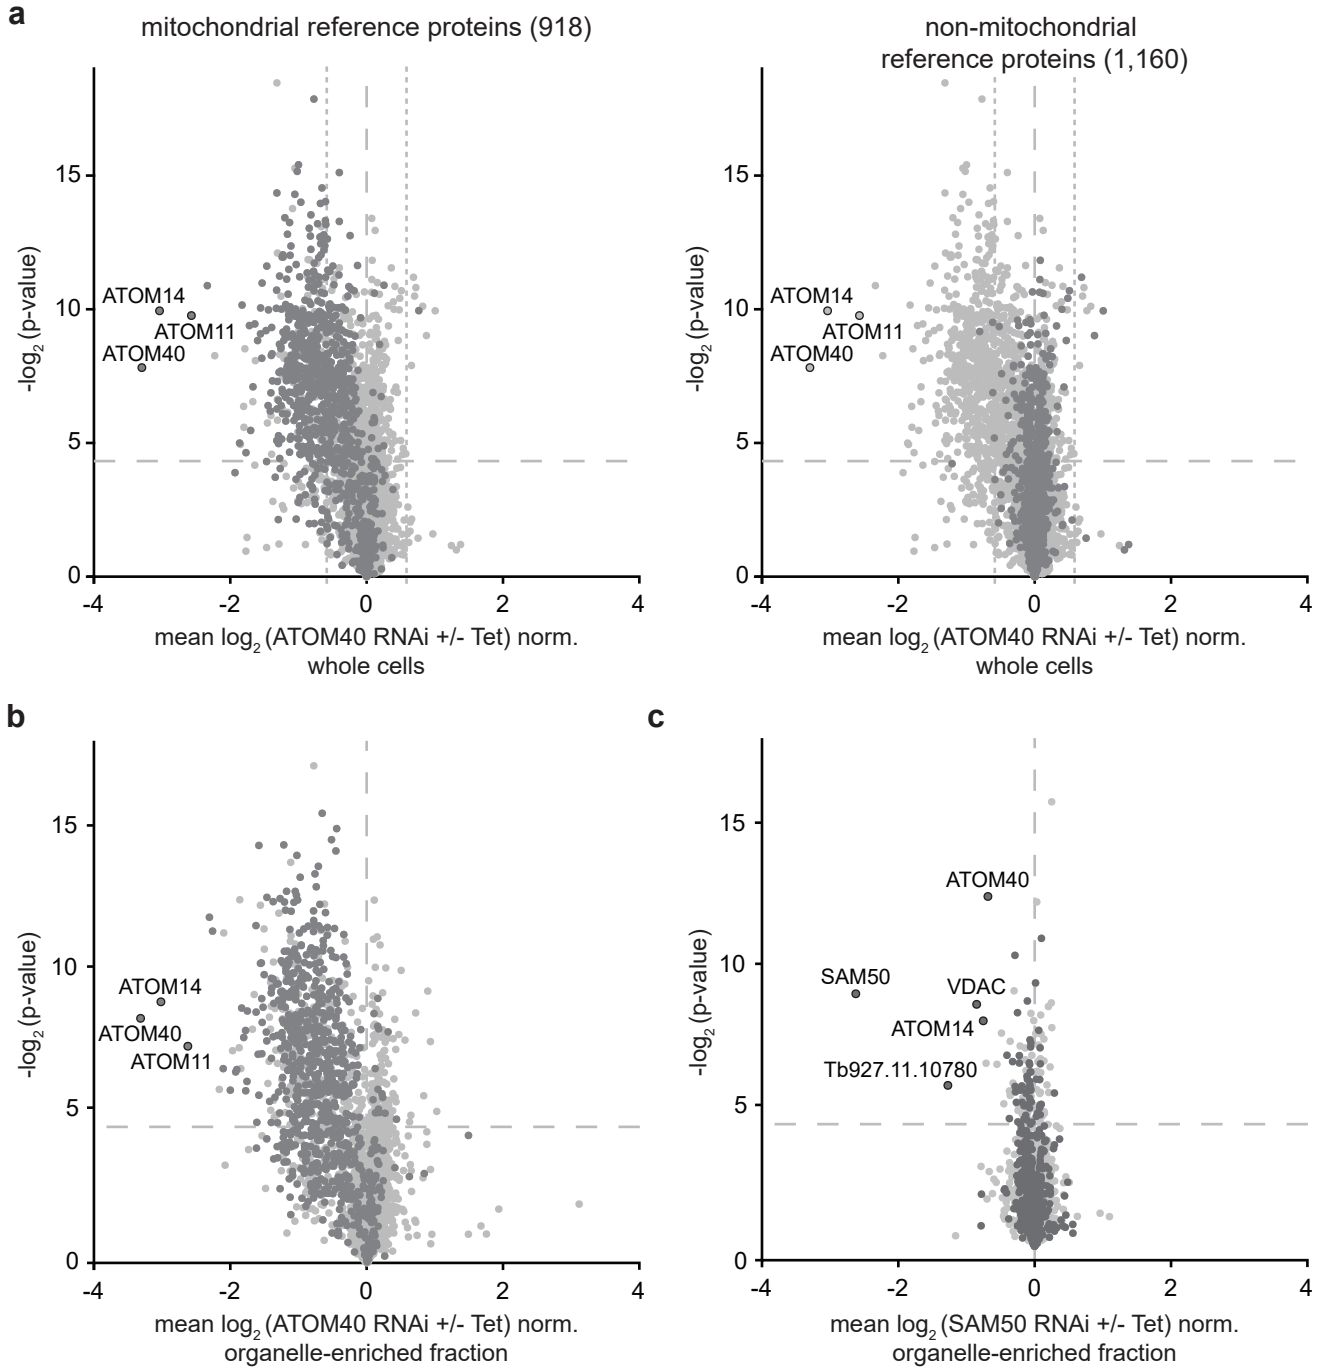 a
mitochondrial reference proteins (918)
-log2 (p-value)
15
10
5
0
ATOM14
ATOM11
ATOM40
-4 -2 0 2 4
mean log2 (ATOM40 RNAi +/- Tet) norm.
whole cells
non-mitochondrial
reference proteins (1,160)
-log2 (p-value)
15
10
5
0
ATOM14
ATOM11
ATOM40
-4 -2 0 2 4
mean log2 (ATOM40 RNAi +/- Tet) norm.
whole cells
b
-log2 (p-value)
15
10
5
0
ATOM14
ATOM40
ATOM11
-4 -2 0 2 4
mean log2 (ATOM40 RNAi +/- Tet) norm.
organelle-enriched fraction
c
-log2 (p-value)
15
10
5
0
ATOM40
SAM50
VDAC
ATOM14
Tb927.11.10780
-4 -2 0 2 4
mean log2 (SAM50 RNAi +/- Tet) norm.
organelle-enriched fraction